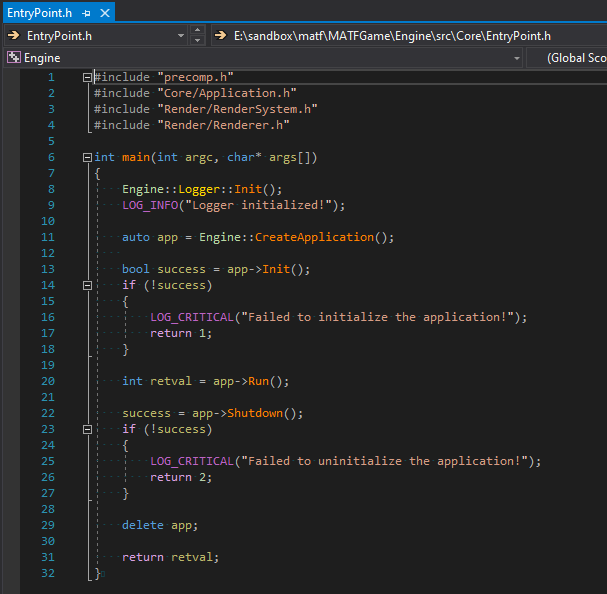 EntryPoint.h
EntryPoint.h E:\sandbox\matf\MATFGame\Engine\src\Core\EntryPoint.h
Engine (Global Sco
1 #include "precomp.h"
2 #include "Core/Application.h"
3 #include "Render/RenderSystem.h"
4 #include "Render/Renderer.h"
5
6 int main(int argc, char* args[])
7 {
8 Engine::Logger::Init();
9 LOG_INFO("Logger initialized!");
10
11 auto app = Engine::CreateApplication();
12
13 bool success = app->Init();
14 if (!success)
15 {
16 LOG_CRITICAL("Failed to initialize the application!");
17 return 1;
18 }
19
20 int retval = app->Run();
21
22 success = app->Shutdown();
23 if (!success)
24 {
25 LOG_CRITICAL("Failed to uninitialize the application!");
26 return 2;
27 }
28
29 delete app;
30
31 return retval;
32 }